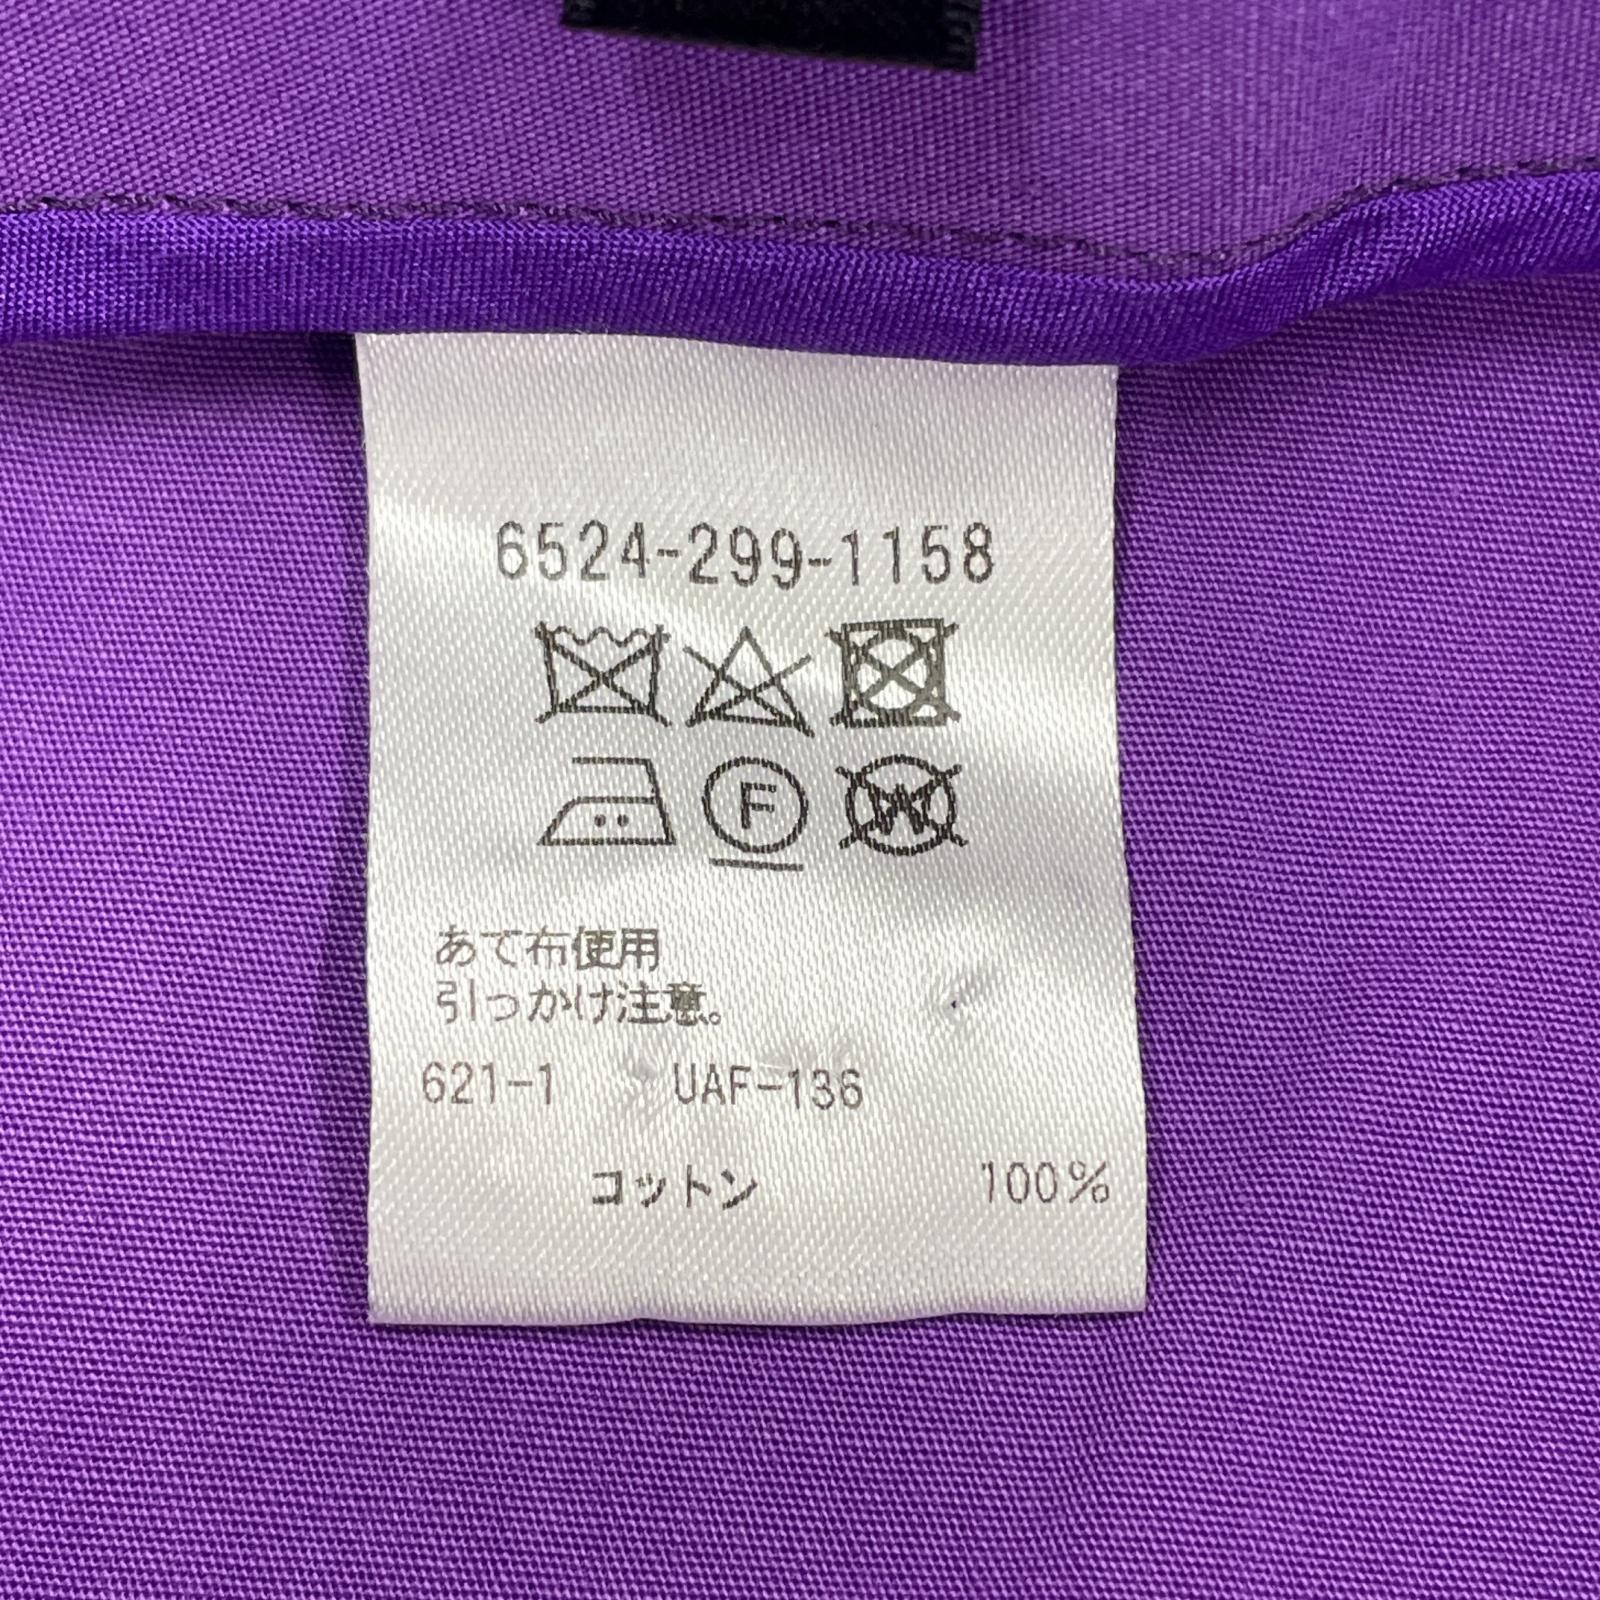 6524-299-1158
F W
あて布使用
引っかけ注意。
621-1 UAF-136
コットン 100%